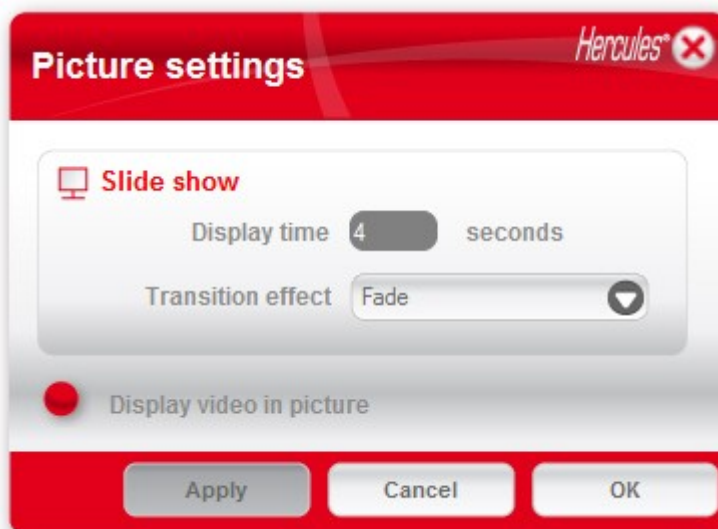 Hercules®
Picture settings
Slide show
Display time 4 seconds
Transition effect Fade
Display video in picture
Apply Cancel OK